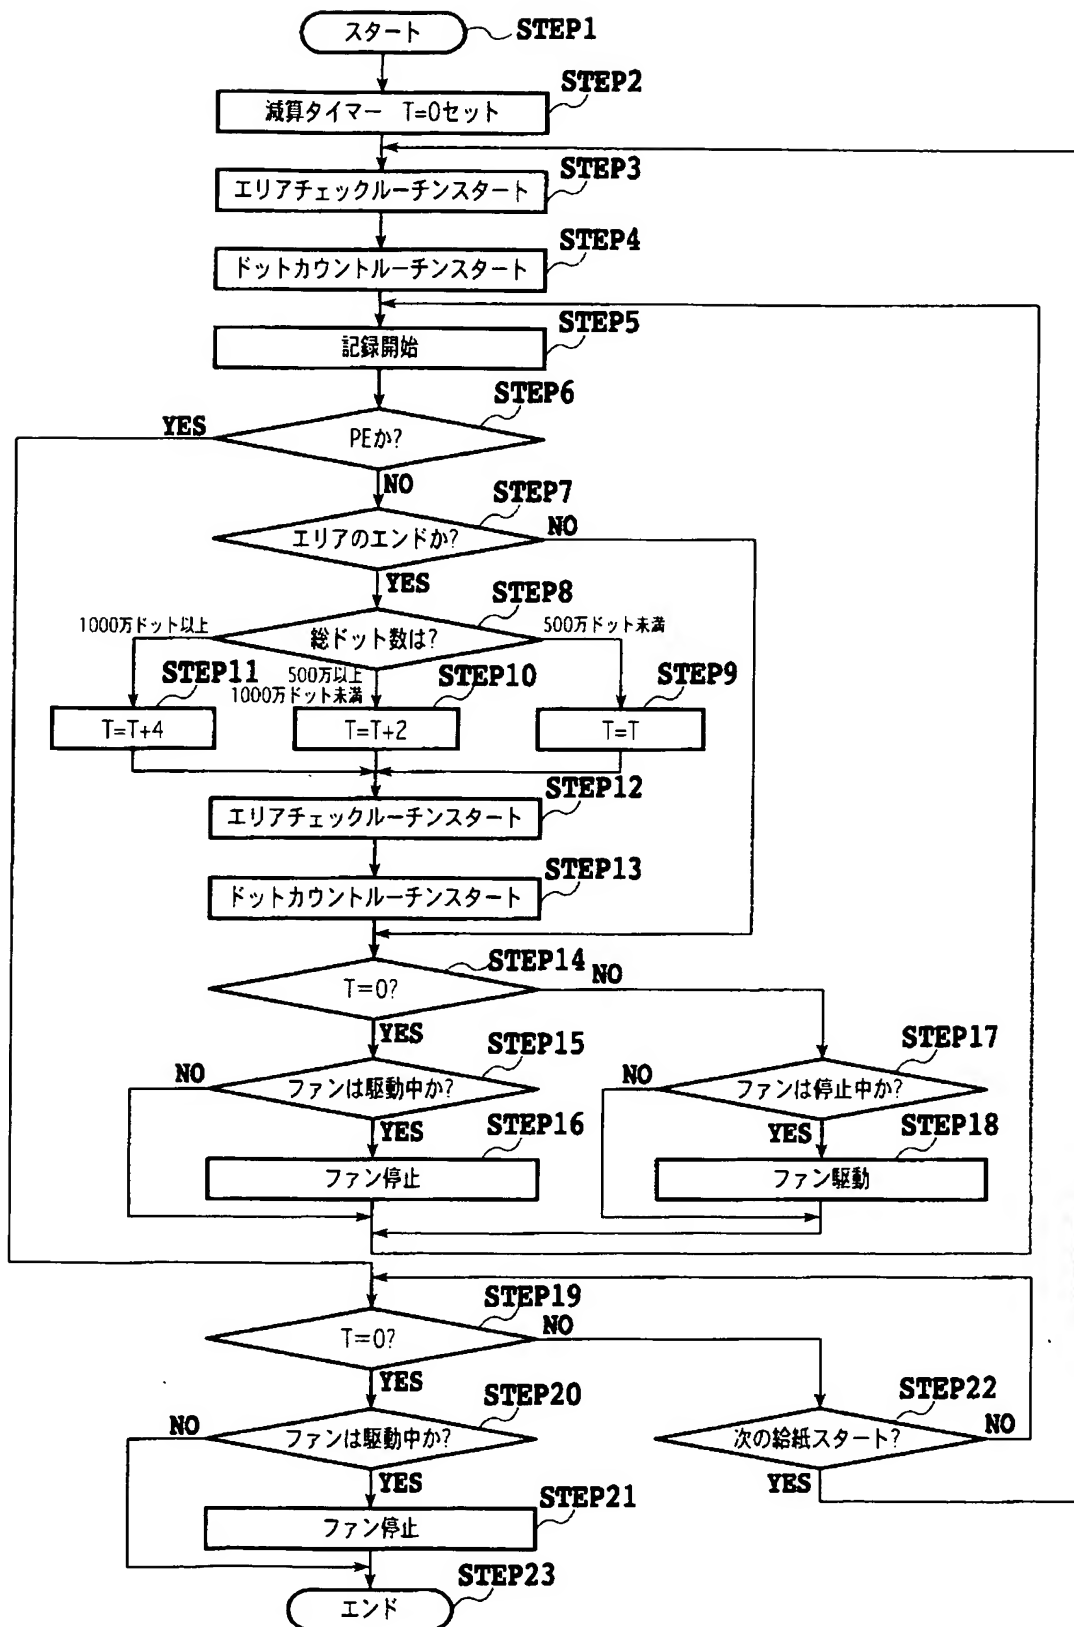 スタート
STEP1
STEP2
減算タイマー T=0セット
STEP3
エリアチェックルーチンスタート
STEP4
ドットカウントルーチンスタート
STEP5
記録開始
STEP6
YES
PEか?
NO
STEP7
エリアのエンドか?
NO
YES
STEP8
1000万ドット以上
総ドット数は?
500万ドット未満
STEP11
500万以上
1000万ドット未満
STEP10
STEP9
T=T+4
T=T+2
T=T
STEP12
エリアチェックルーチンスタート
STEP13
ドットカウントルーチンスタート
STEP14
T=0?
NO
YES
STEP15
NO
ファンは駆動中か?
STEP17
NO
ファンは停止中か?
YES
STEP16
YES
STEP18
ファン停止
ファン駆動
STEP19
T=0?
NO
YES
STEP20
NO
ファンは駆動中か?
STEP22
次の給紙スタート?
NO
YES
YES
STEP21
ファン停止
STEP23
エンド